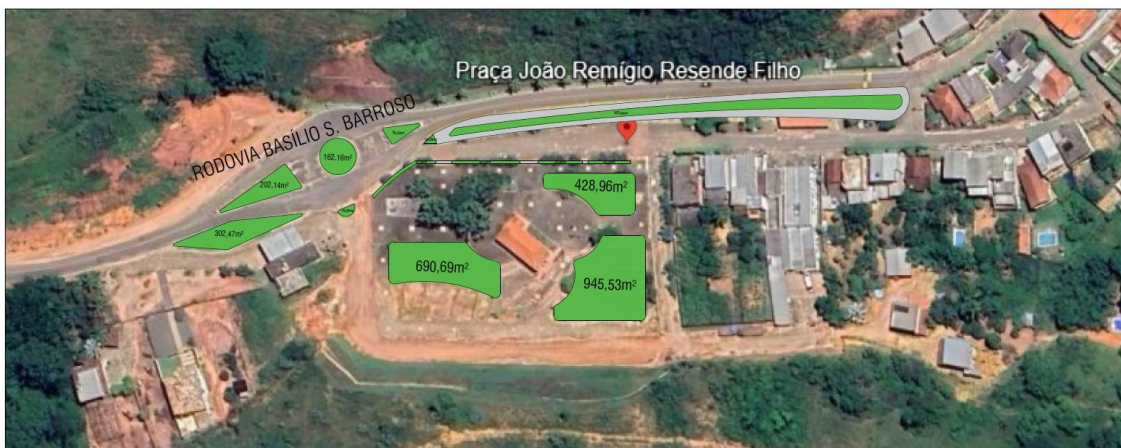 Praça João Remígio Resende Filho
RODOVIA BASÍLIO S. BARROSO
162,16m²
202,14m²
428,96m²
302,47m²
690,69m²
945,53m²